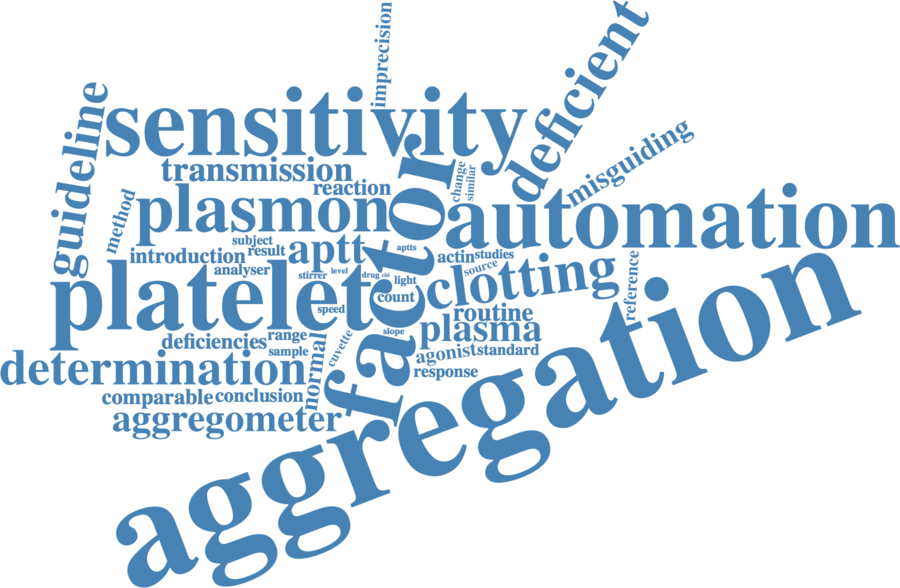 imprecision
deficient
sensitivity
guideline
misguiding
transmission
reaction
change
similar
factor
method
plasmon
automation
subject
result
aptt
aptts
introduction
actin
studies
analyser
stirrer
level
drug
light
source
clotting
reference
platelet
count
speed
routine
slope
plasma
deficiencies
range
sample
cuvette
normal
agonist
standard
determination
response
comparable
conclusion
aggregometer
aggregation